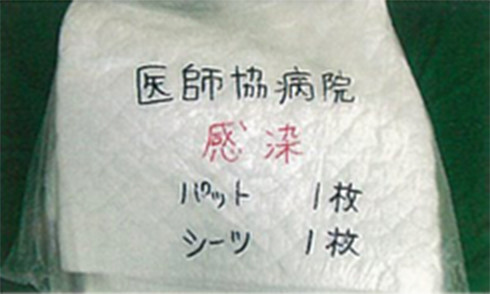 医師協病院
感染
パット 1枚
シーツ 1枚